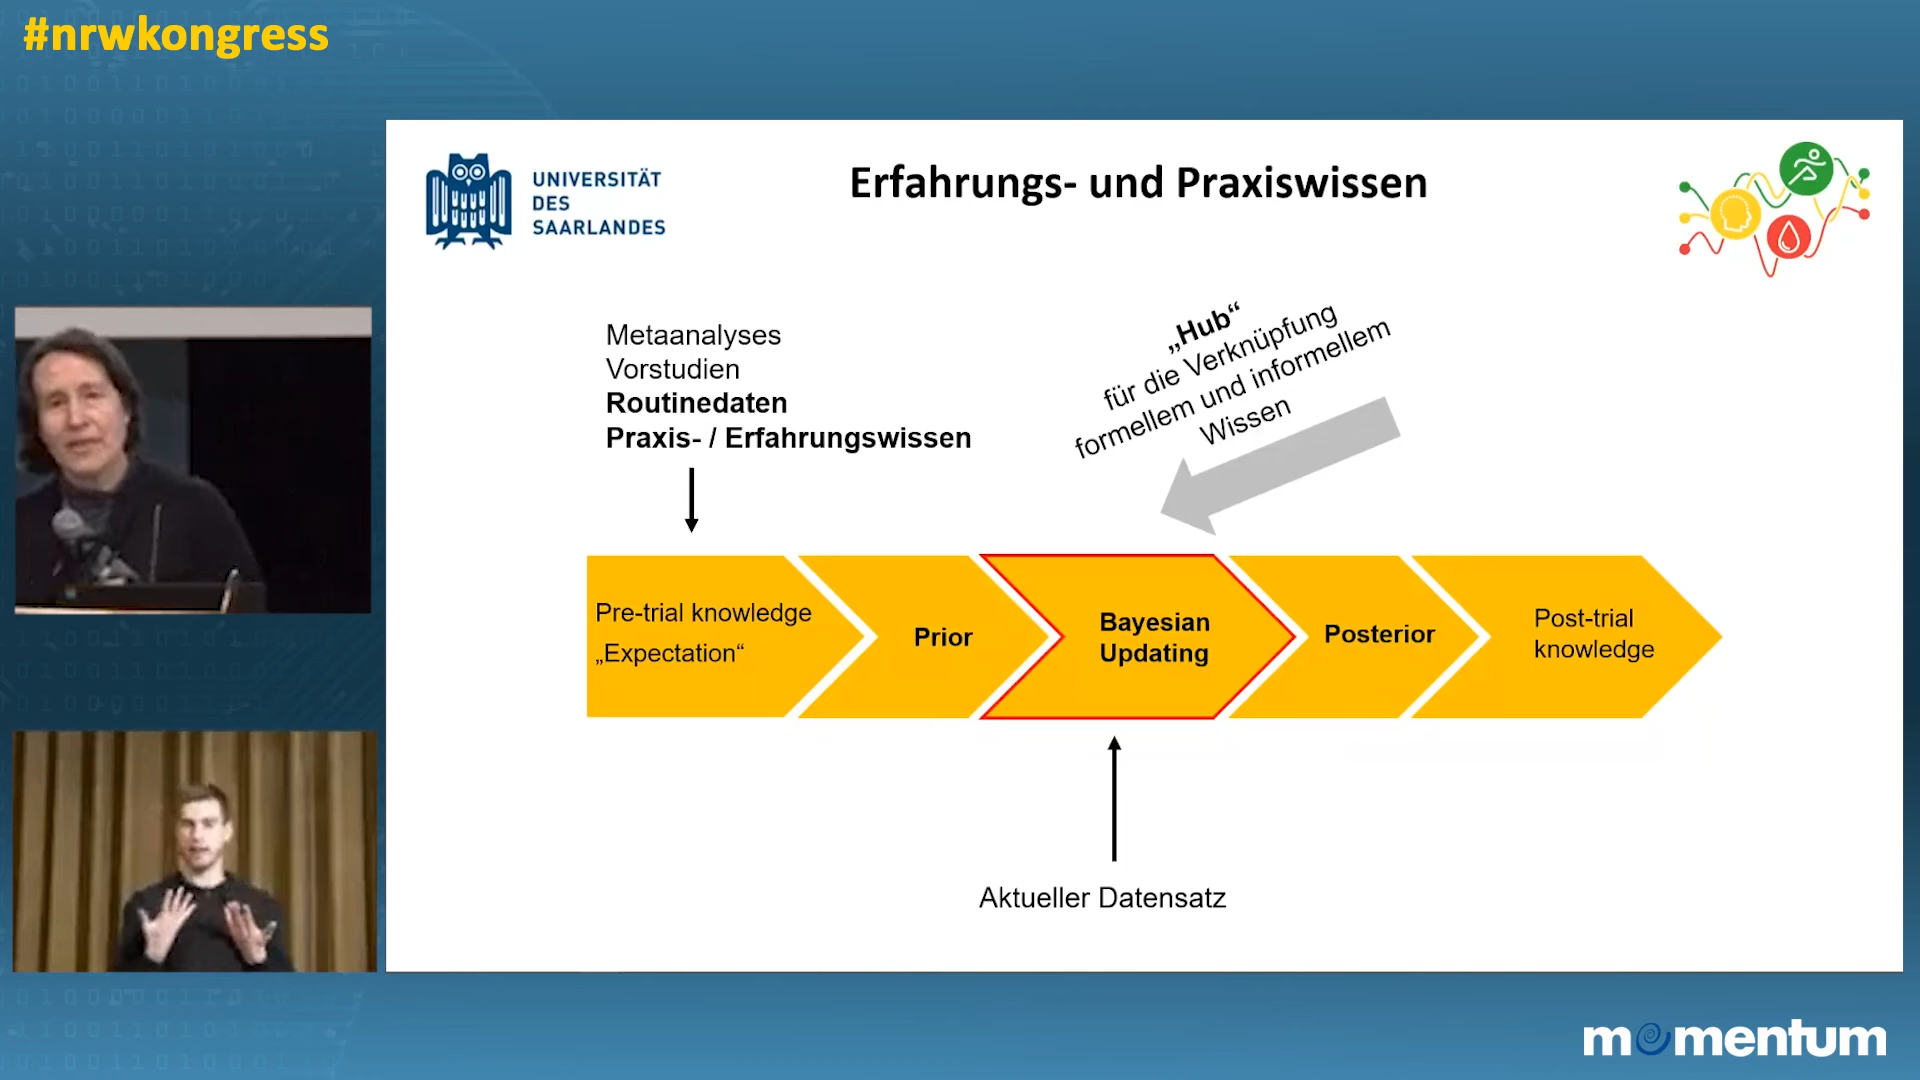 #nrwkongress
UNIVERSITÄT
DES
SAARLANDES
Erfahrungs- und Praxiswissen
Metaanalyses
Vorstudien
Routinedaten
Praxis- / Erfahrungswissen
„Hub“
für die Verknüpfung
formellem und informellem
Wissen
Pre-trial knowledge
„Expectation“
Prior
Bayesian
Updating
Posterior
Post-trial
knowledge
Aktueller Datensatz
momentum